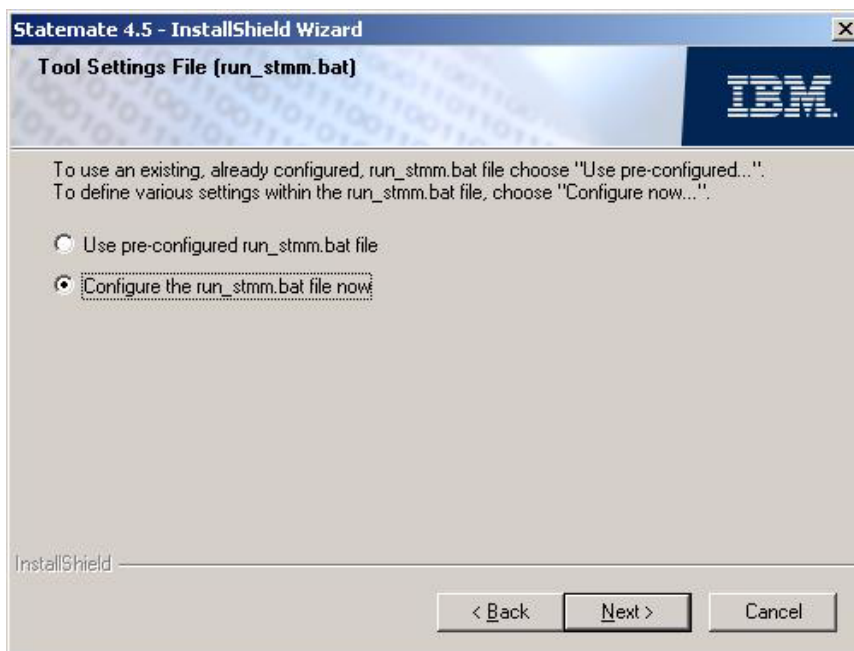 Statemate 4.5 - InstallShield Wizard
Tool Settings File (run_stmm.bat)
IBM.
To use an existing, already configured, run_stmm.bat file choose "Use pre-configured...".
To define various settings within the run_stmm.bat file, choose "Configure now...".
Use pre-configured run_stmm.bat file
Configure the run_stmm.bat file now
InstallShield
< Back
Next >
Cancel